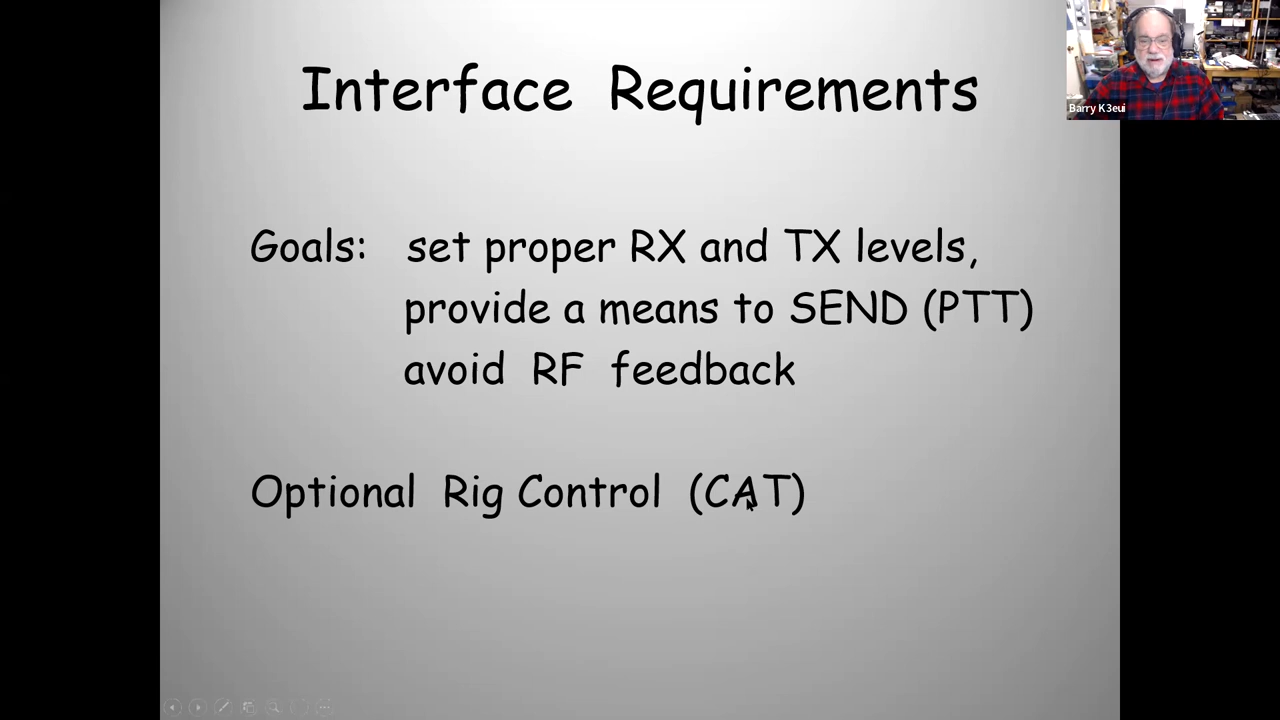 Interface Requirements
Barry K3eui
Goals: set proper RX and TX levels,
provide a means to SEND (PTT)
avoid RF feedback
Optional Rig Control (CAT)